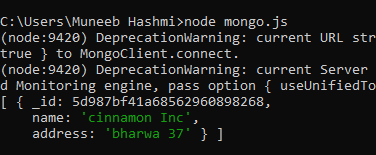 C:\Users\Muneeb Hashmi>node mongo.js
(node:9420) DeprecationWarning: current URL str
true } to MongoClient.connect.
(node:9420) DeprecationWarning: current Server
d Monitoring engine, pass option { useUnifiedTo
[ { _id: 5d987bf41a68562960898268,
name: 'cinnamon Inc',
address: 'bharwa 37' } ]